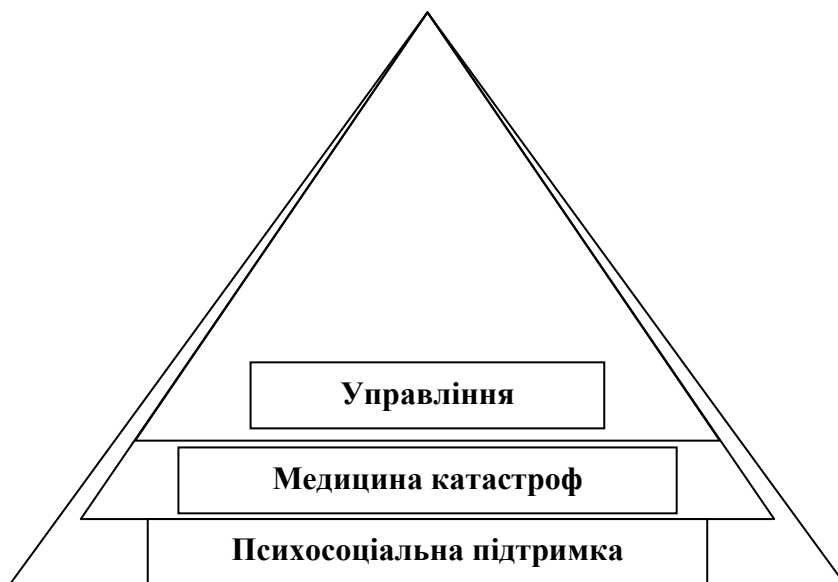 Управління
Медицина катастроф
Психосоціальна підтримка